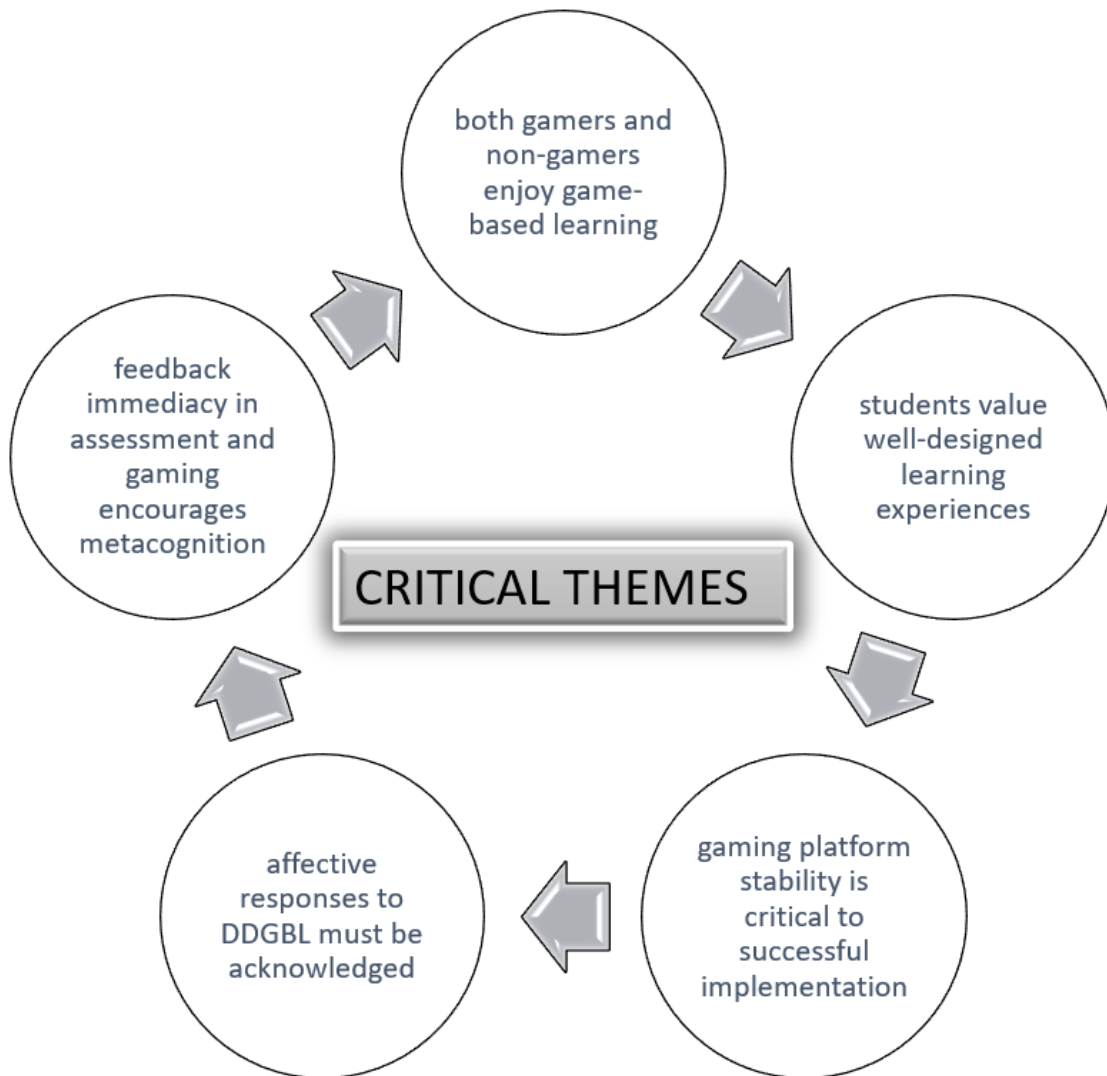 both gamers and
non-gamers
enjoy game-
based learning
students value
well-designed
learning
experiences
gaming platform
stability is
critical to
successful
implementation
affective
responses to
DDGBL must be
acknowledged
feedback
immediacy in
assessment and
gaming
encourages
metacognition
CRITICAL THEMES